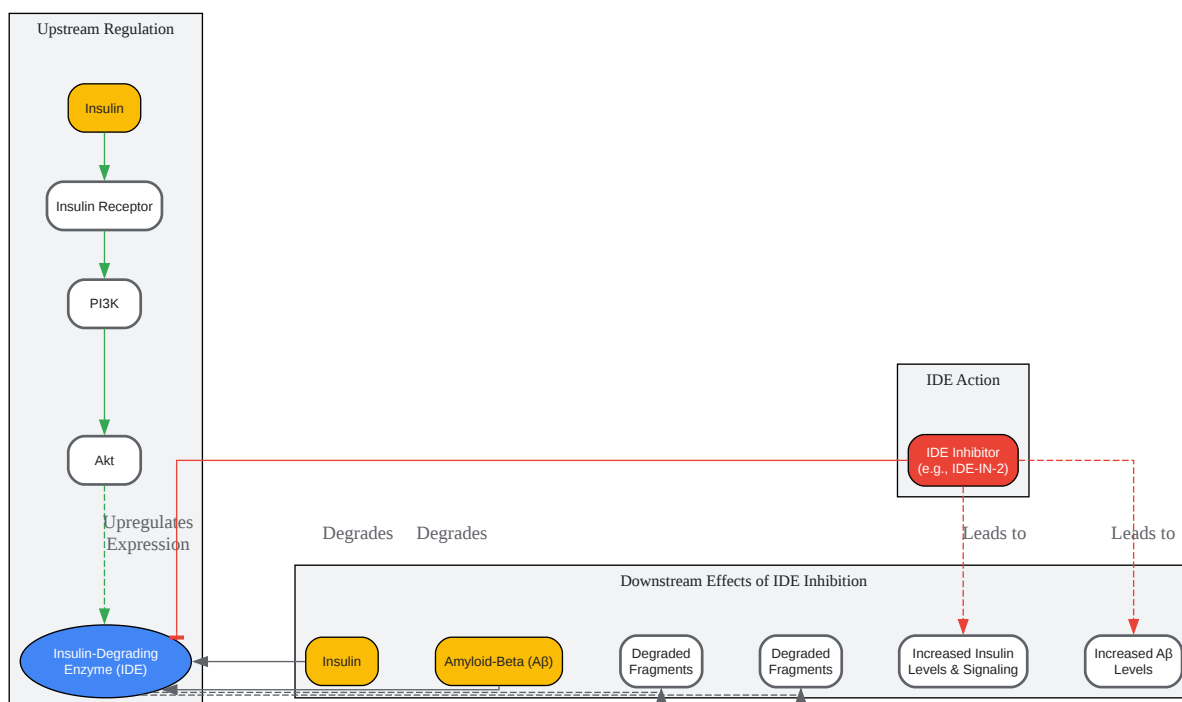 Upstream Regulation
Insulin
Insulin Receptor
PI3K
Akt
Upregulates
Expression
Insulin-Degrading
Enzyme (IDE)
IDE Action
IDE Inhibitor
(e.g., IDE-IN-2)
Degrades
Degrades
Leads to
Leads to
Downstream Effects of IDE Inhibition
Insulin
Amyloid-Beta (Aβ)
Degraded
Fragments
Degraded
Fragments
Increased Insulin
Levels & Signaling
Increased Aβ
Levels